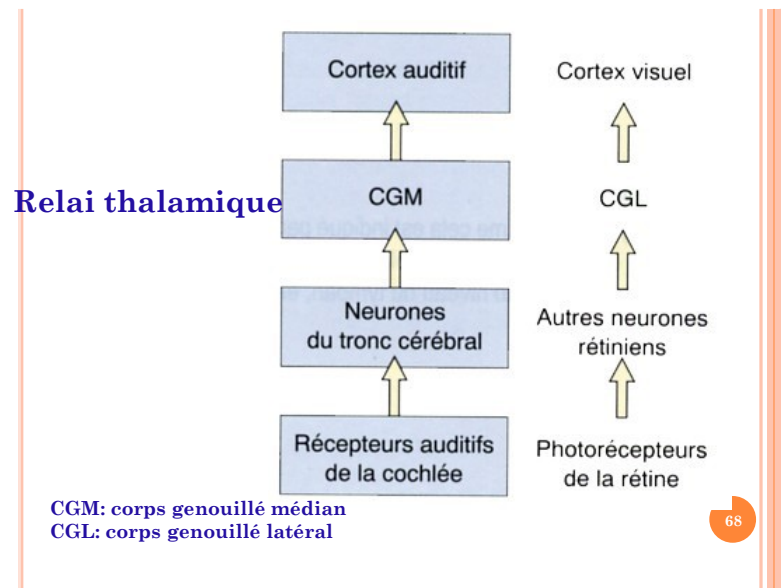 Cortex auditif
Cortex visuel
Relai thalamique
CGM
CGL
Neurones
du tronc cérébral
Autres neurones
rétiniens
Récepteurs auditifs
de la cochlée
Photorécepteurs
de la rétine
CGM: corps genouillé médian
CGL: corps genouillé latéral
68